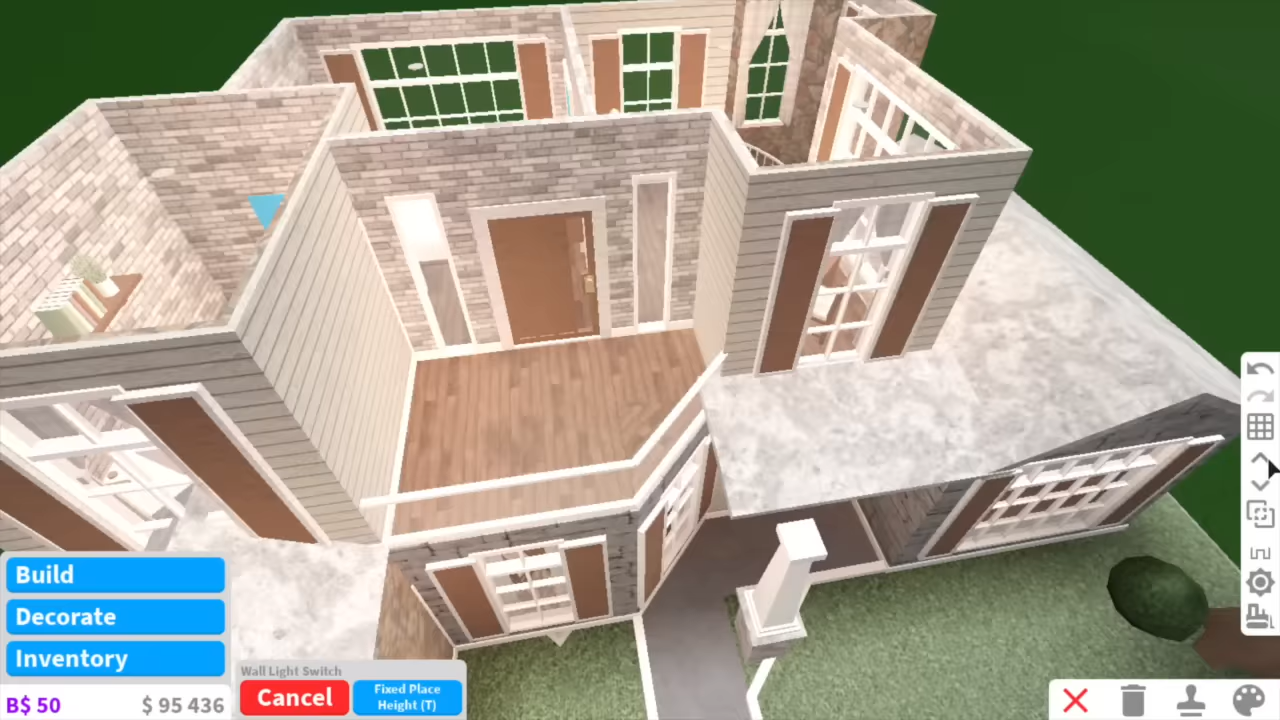 Build
Decorate
Inventory
B$ 50
$ 95 436
Wall Light Switch
Cancel
Fixed Place
Height (T)